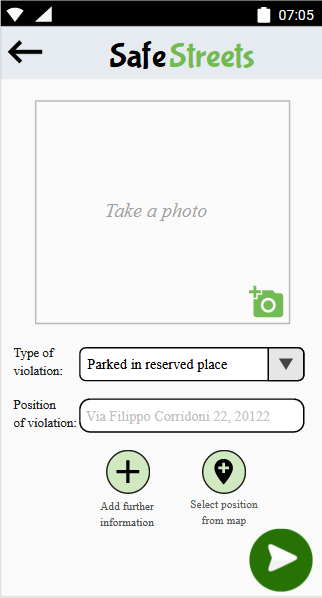 07:05
SafeStreets
Take a photo
Type of
violation:
Parked in reserved place
Position
of violation:
Via Filippo Corridoni 22, 20122
Add further
information
Select position
from map